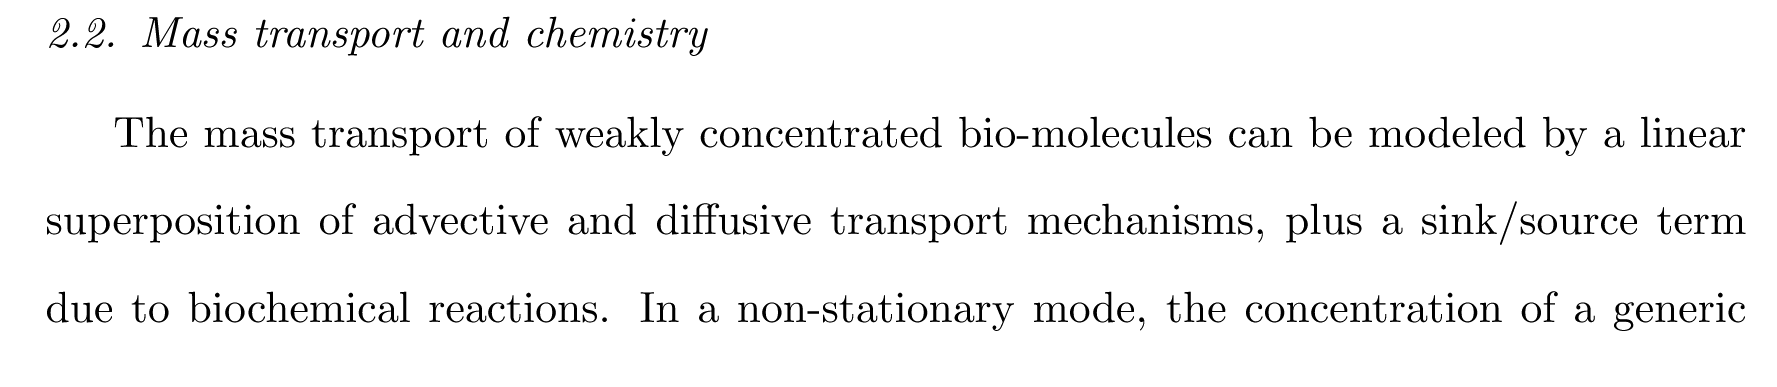 2.2. Mass transport and chemistry
The mass transport of weakly concentrated bio-molecules can be modeled by a linear
superposition of advective and diffusive transport mechanisms, plus a sink/source term
due to biochemical reactions. In a non-stationary mode, the concentration of a generic